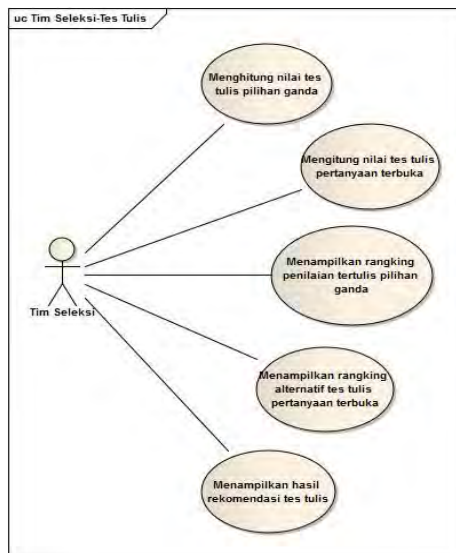 uc Tim Seleksi-Tes Tulis
Menghitung nilai tes
tulis pilihan ganda
Mengitung nilai tes tulis
pertanyaan terbuka
Menampilkan rangking
penilaian tertulis pilihan
ganda
Tim Seleksi
Menampilkan rangking
alternatif tes tulis
pertanyaan terbuka
Menampilkan hasil
rekomendasi tes tulis